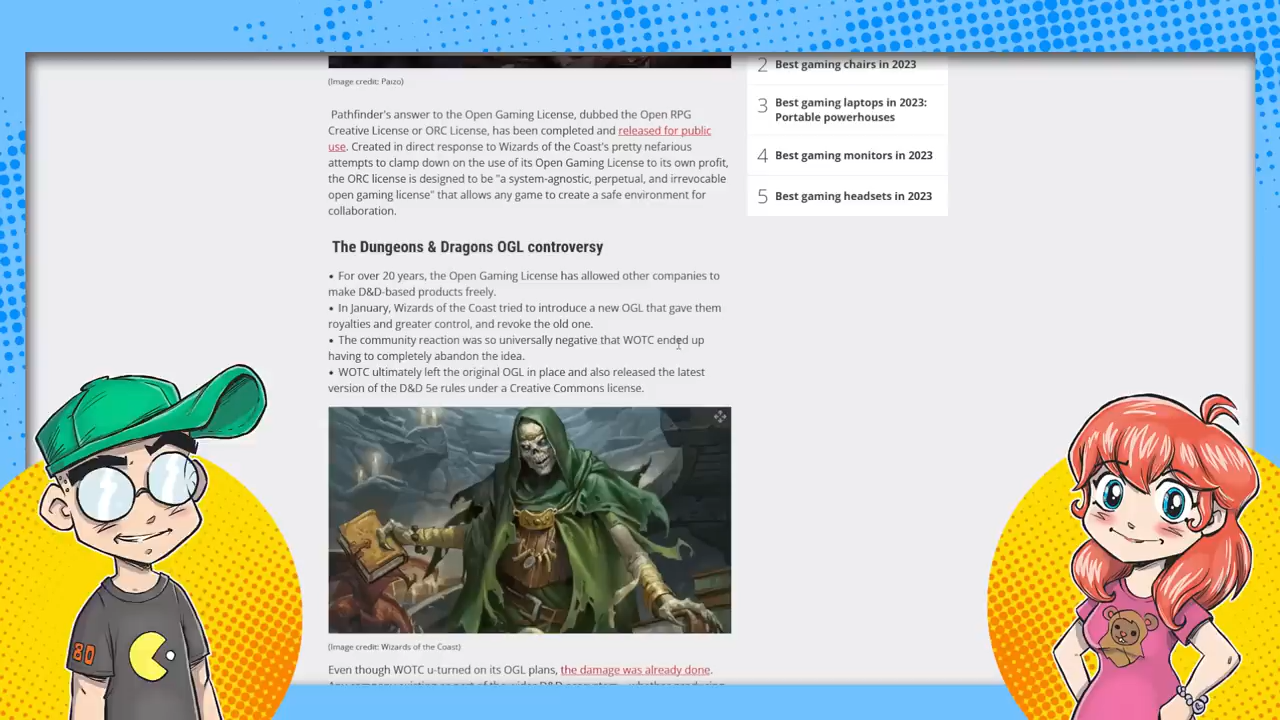 (Image credit: Paizo)
Pathfinder's answer to the Open Gaming License, dubbed the Open RPG
Creative License or ORC License, has been completed and released for public
use. Created in direct response to Wizards of the Coast's pretty nefarious
attempts to clamp down on the use of its Open Gaming License to its own profit,
the ORC license is designed to be "a system-agnostic, perpetual, and irrevocable
open gaming license" that allows any game to create a safe environment for
collaboration.
The Dungeons & Dragons OGL controversy
• For over 20 years, the Open Gaming License has allowed other companies to
make D&D-based products freely.
• In January, Wizards of the Coast tried to introduce a new OGL that gave them
royalties and greater control, and revoke the old one.
• The community reaction was so universally negative that WOTC ended up
having to completely abandon the idea.
• WOTC ultimately left the original OGL in place and also released the latest
version of the D&D 5e rules under a Creative Commons license.
(Image credit: Wizards of the Coast)
Even though WOTC u-turned on its OGL plans, the damage was already done.
2 Best gaming chairs in 2023
3 Best gaming laptops in 2023:
Portable powerhouses
4 Best gaming monitors in 2023
5 Best gaming headsets in 2023
80